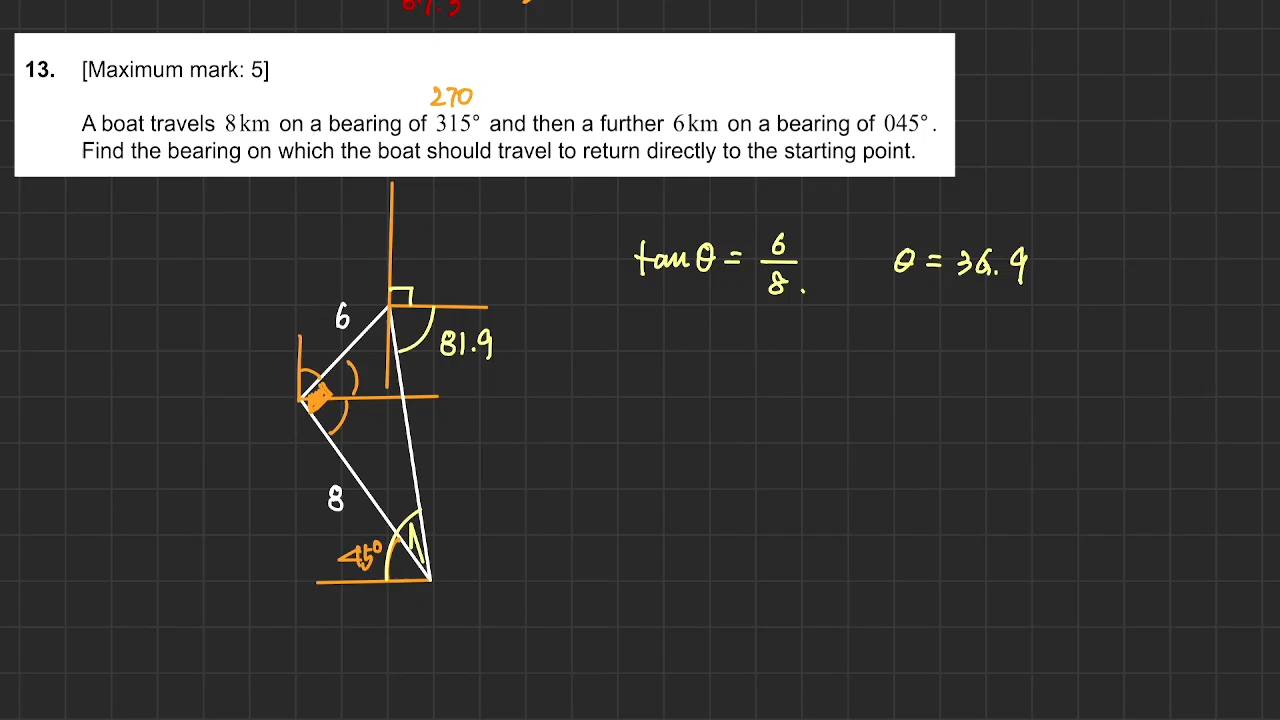 13. [Maximum mark: 5]
270
A boat travels 8 km on a bearing of 315° and then a further 6 km on a bearing of 045°.
Find the bearing on which the boat should travel to return directly to the starting point.
tan θ = 6/8. θ = 36.9
6
81.9
8
45°